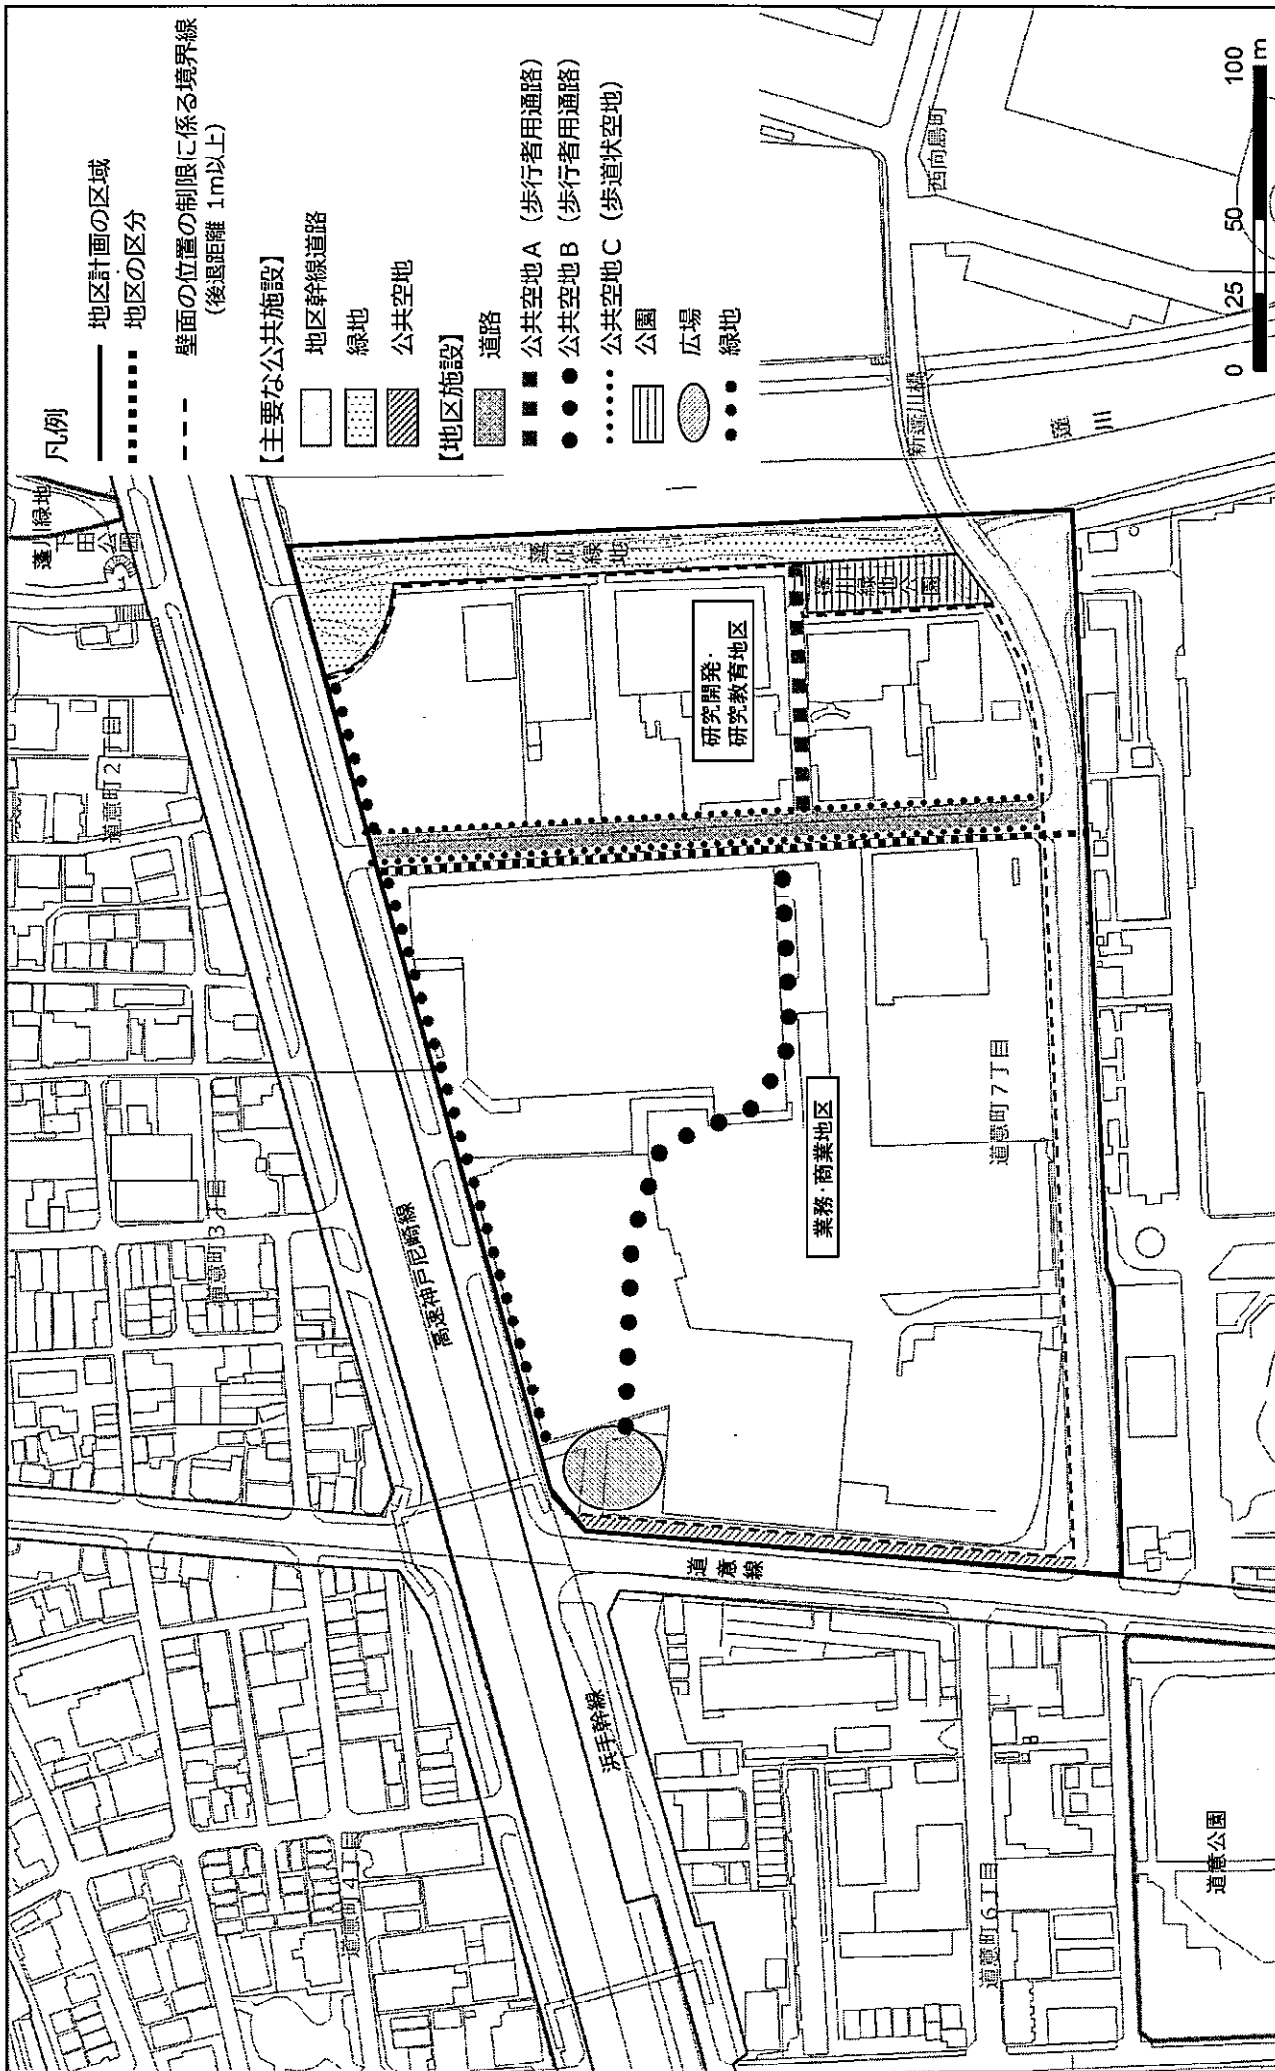 凡例
地区計画の区域
地区の区分
壁面の位置の制限に係る境界線
(後退距離 1m以上)
【主要な公共施設】
地区幹線道路
緑地
公共空地
【地区施設】
道路
公共空地A (歩行者用通路)
公共空地B (歩行者用通路)
公共空地C (歩道状空地)
公園
広場
緑地
蓬川緑地
道意町2丁目
道意町3丁目
道意町4丁目
高速神戸尼崎線
浜手幹線
道意線
蓬川緑地
蓬川緑地公園
研究開発・
研究教育地区
業務・商業地区
道意町7丁目
道意町6丁目
道意公園
新蓬川橋
蓬川
西向島町
0 25 50 100
m